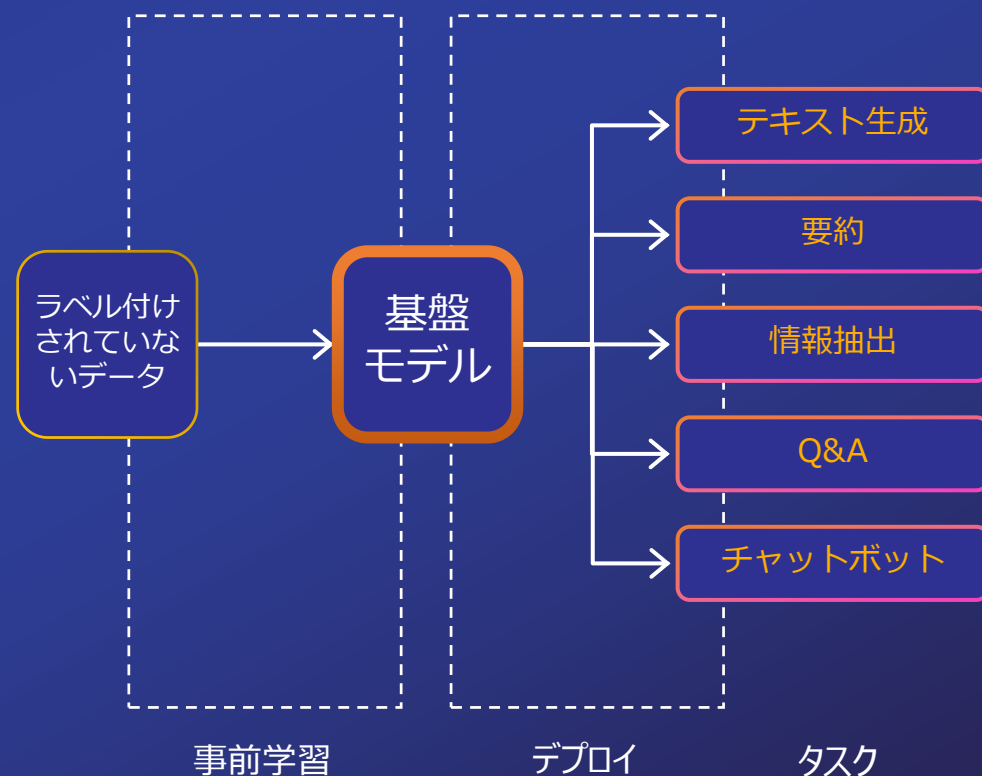 テキスト生成
要約
ラベル付け
されていな
いデータ
基盤
モデル
情報抽出
Q&A
チャットボット
事前学習
デプロイ
タスク